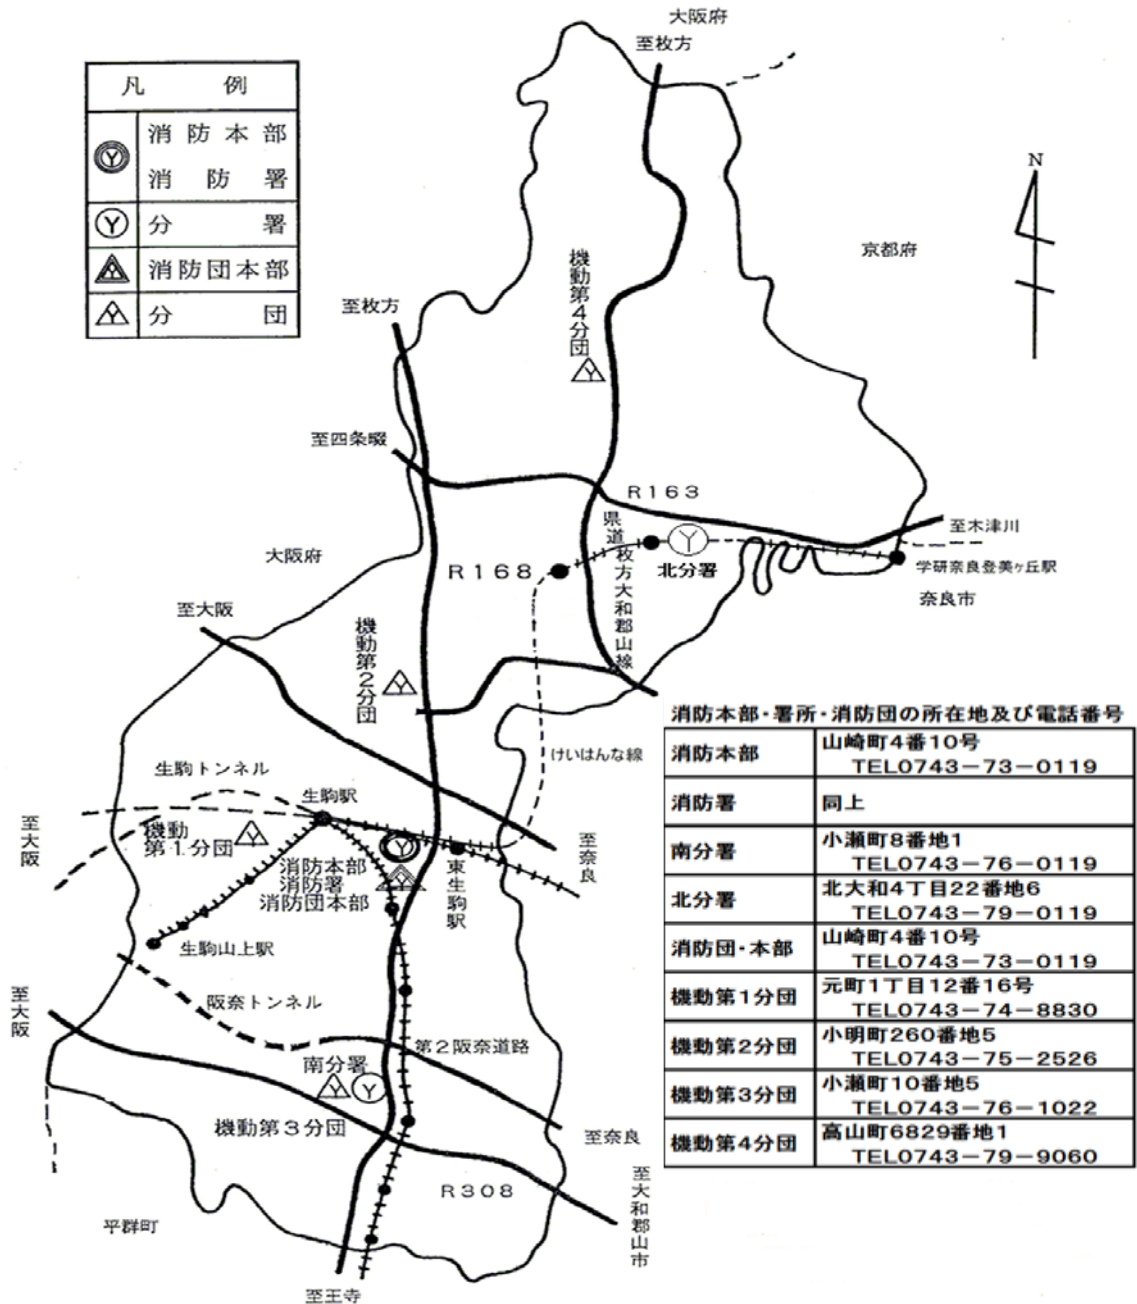 大阪府
至枚方
凡 例
消防本部
消防署
分署
消防団本部
分団
N
京都府
機動第4分団
至枚方
至四条畷
R163
県道枚方大和郡山線
至木津川
大阪府
R168
北分署
学研奈良登美ヶ丘駅
奈良市
至大阪
機動第2分団
けいはんな線
生駒トンネル
生駒駅
至大阪
機動
第1分団
至奈良
消防本部
消防署
消防団本部
東生駒駅
生駒山上駅
至大阪
阪奈トンネル
第2阪奈道路
南分署
機動第3分団
至奈良
R308
至大和郡山市
平群町
至王寺
消防本部・署所・消防団の所在地及び電話番号
消防本部 山崎町4番10号
TEL0743-73-0119
消防署 同上
南分署 小瀬町8番地1
TEL0743-76-0119
北分署 北大和4丁目22番地6
TEL0743-79-0119
消防団・本部 山崎町4番10号
TEL0743-73-0119
機動第1分団 元町1丁目12番16号
TEL0743-74-8830
機動第2分団 小明町260番地5
TEL0743-75-2526
機動第3分団 小瀬町10番地5
TEL0743-76-1022
機動第4分団 高山町6829番地1
TEL0743-79-9060